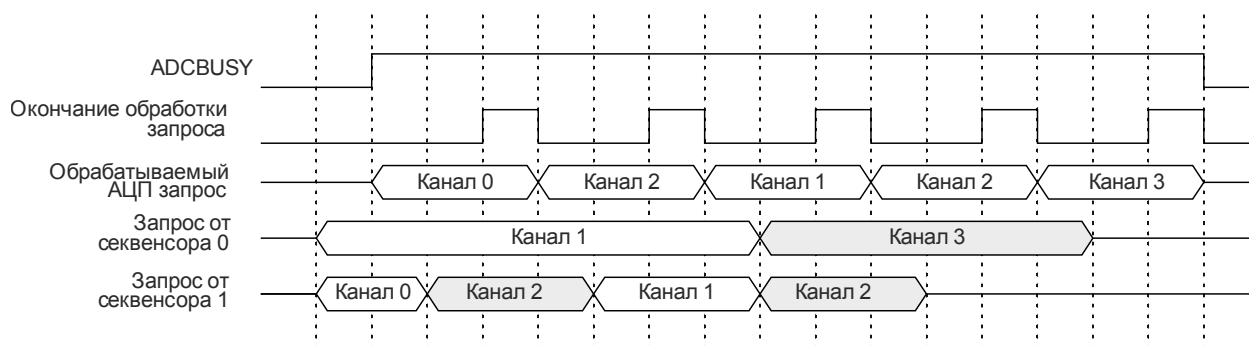 ADCBUSY
Окончание обработки
запроса
Обрабатываемый
АЦП запрос
Канал 0
Канал 2
Канал 1
Канал 2
Канал 3
Запрос от
секвенсора 0
Канал 1
Канал 3
Запрос от
секвенсора 1
Канал 0
Канал 2
Канал 1
Канал 2